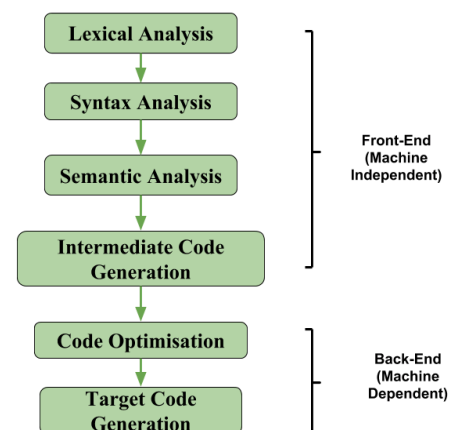 Lexical Analysis
Syntax Analysis
Semantic Analysis
Intermediate Code
Generation
Front-End
(Machine
Independent)
Code Optimisation
Target Code
Generation
Back-End
(Machine
Dependent)